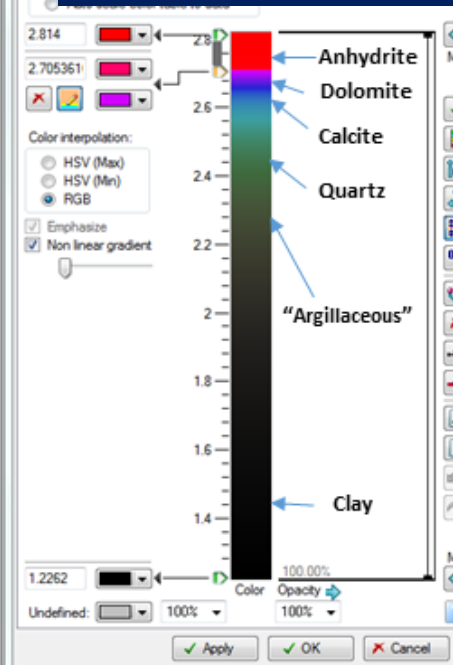 2.814
2.8
Anhydrite
2.705361
Dolomite
2.6
Calcite
Color interpolation:
HSV (Max)
HSV (Min)
RGB
2.4
Quartz
Emphasize
Non linear gradient
2.2
2
"Argillaceous"
1.8
1.6
Clay
1.4
100.00%
1.2262
Color
Opacity
Undefined:
100%
100%
Apply
OK
Cancel